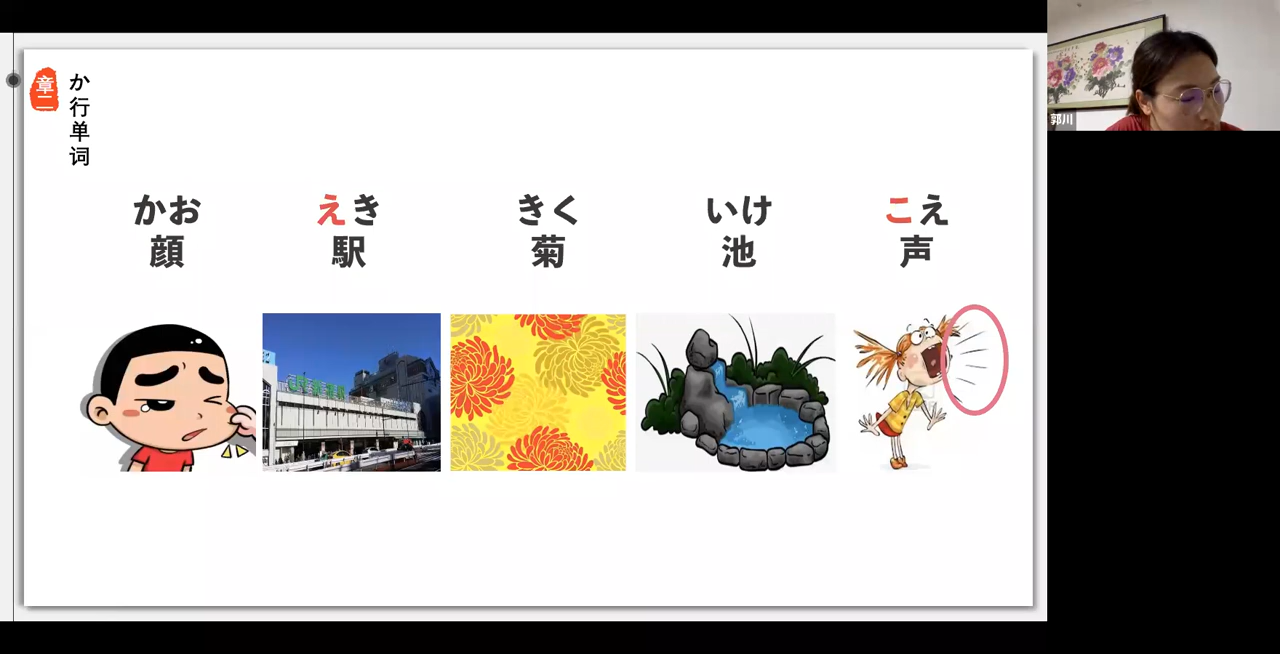 章二
か行单词
かお
顔
えき
駅
きく
菊
いけ
池
こえ
声
郭川